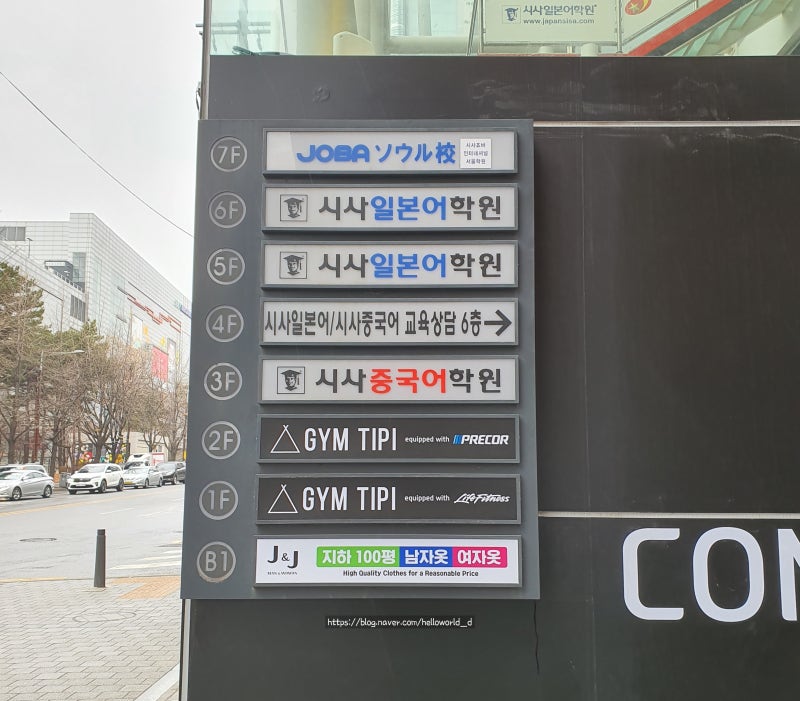 시사일본어학원
www.japansisa.com
7F
JOBA ソウル校
시사조바
인터내셔날
서울학원
6F
시사일본어학원
5F
시사일본어학원
4F
시사일본어/시사중국어 교육상담 6층→
3F
시사중국어학원
2F
GYM TIPI equipped with PRECOR
1F
GYM TIPI equipped with LifeFitness
B1
J&J
지하 100평 남자옷 여자옷
High Quality Clothes for a Reasonable Price
https://blog.naver.com/helloworld_d
CON